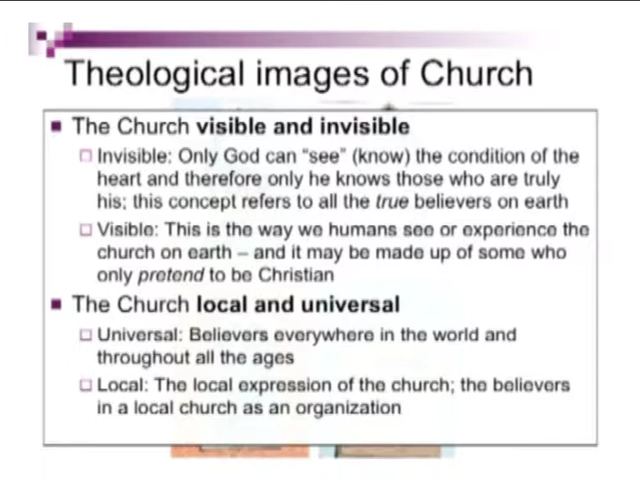 Theological images of Church
The Church visible and invisible
Invisible: Only God can “see” (know) the condition of the
heart and therefore only he knows those who are truly
his; this concept refers to all the true believers on earth
Visible: This is the way we humans see or experience the
church on earth – and it may be made up of some who
only pretend to be Christian
The Church local and universal
Universal: Believers everywhere in the world and
throughout all the ages
Local: The local expression of the church; the believers
in a local church as an organization